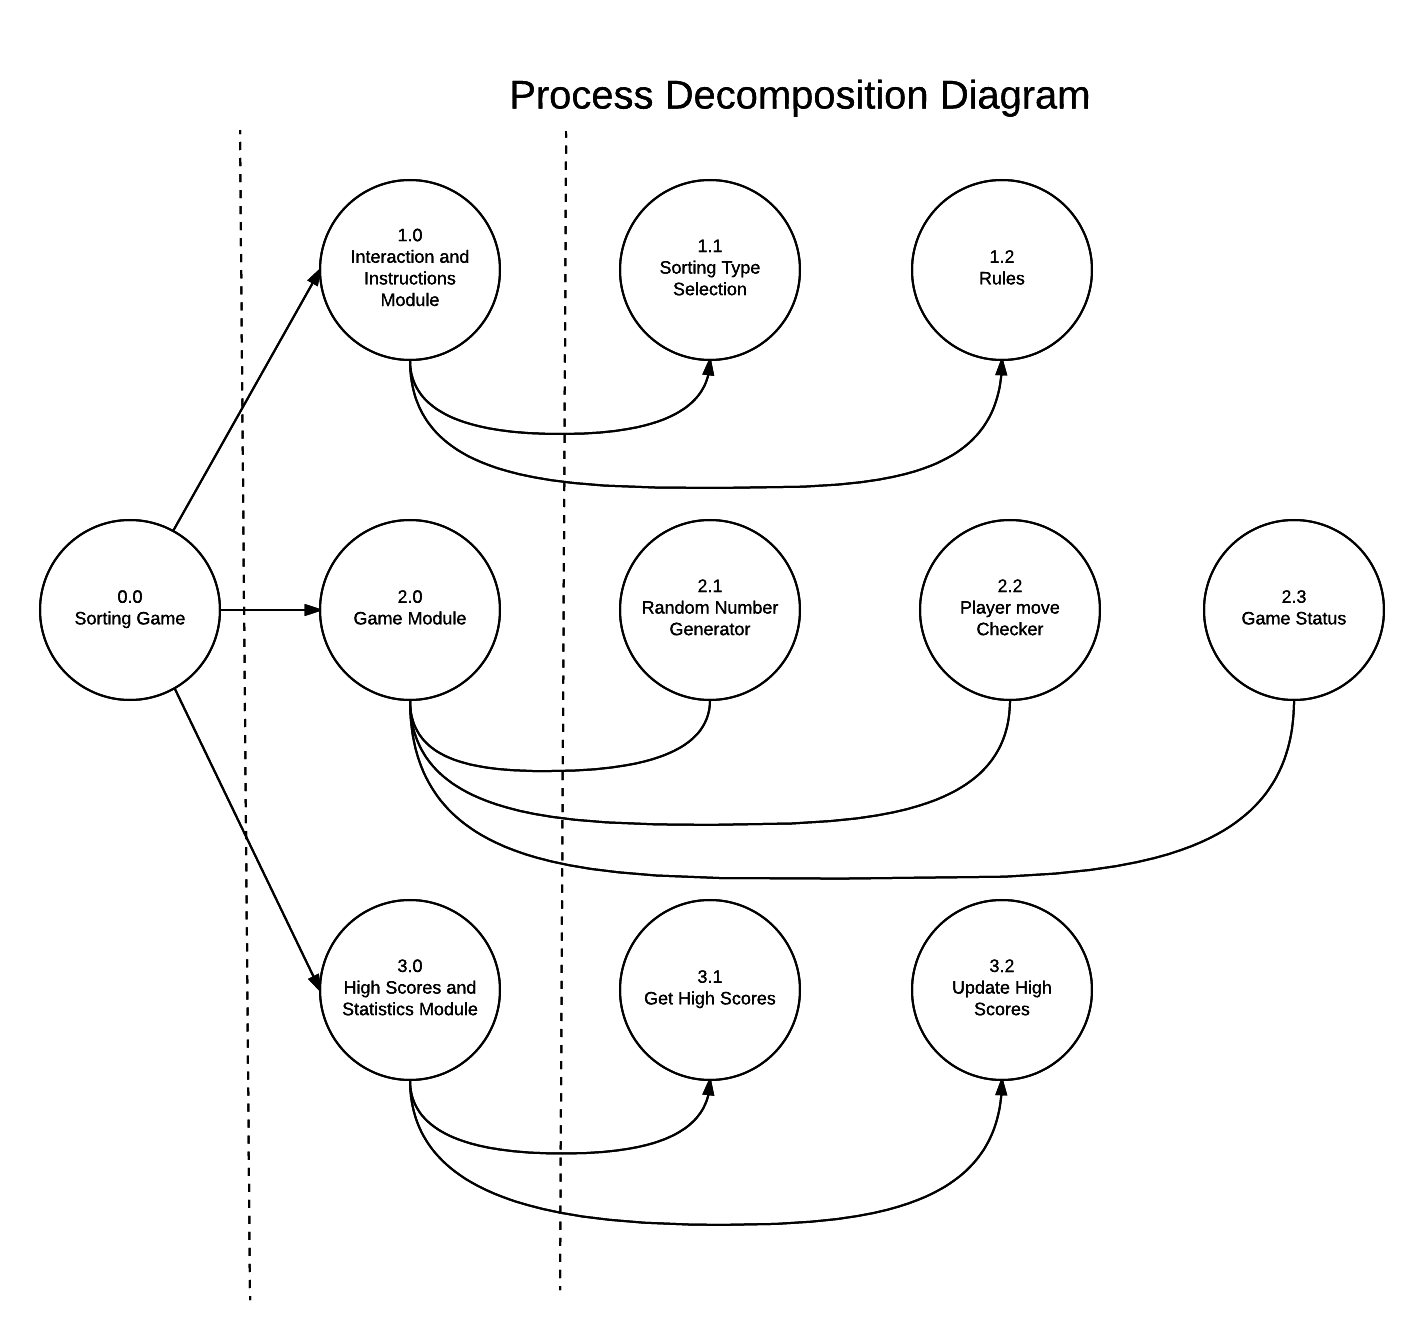 Process Decomposition Diagram
1.0
Interaction and
Instructions
Module
1.1
Sorting Type
Selection
1.2
Rules
0.0
Sorting Game
2.0
Game Module
2.1
Random Number
Generator
2.2
Player move
Checker
2.3
Game Status
3.0
High Scores and
Statistics Module
3.1
Get High Scores
3.2
Update High
Scores